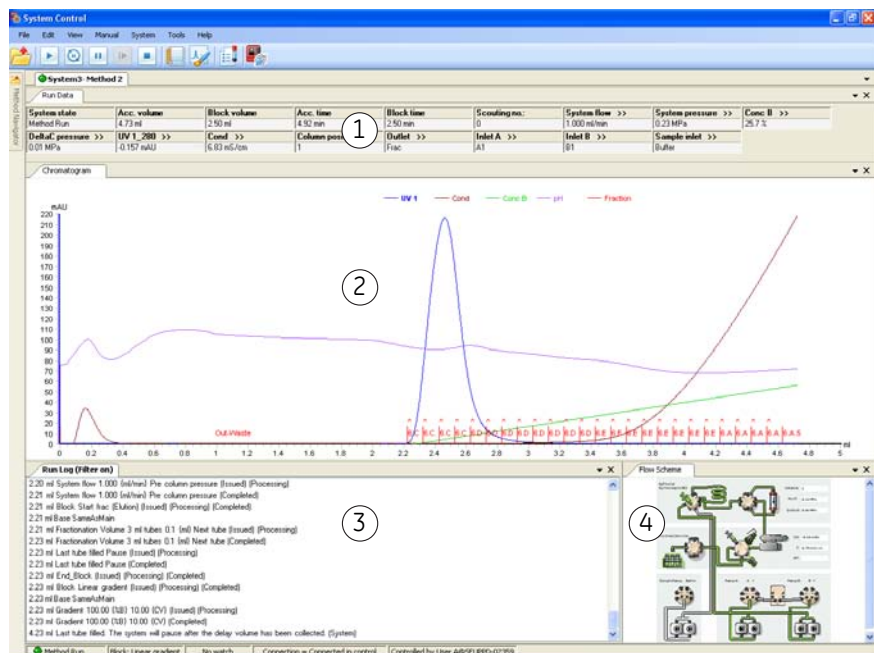 System Control
File Edit View Manual System Tools Help
Method Navigator
System3- Method 2
Run Data
System state Acc. volume Block volume Acc. time Block time Scouting no.: System flow >> System pressure >> Conc B >>
Method Run 4.73 ml 2.50 ml 4.92 min 2.50 min 0 1.000 ml/min 0.23 MPa 25.7 %
DeltaC pressure >> UV 1_280 >> Cond >> Column posi Outlet >> Inlet A >> Inlet B >> Sample inlet >>
0.01 MPa -0.157 mAU 6.83 mS/cm 1 Frac A1 B1 Buffer
1
Chromatogram
UV 1 Cond Conc B pH Fraction
mAU
220
210
200
190
180
170
160
150
140
130
120
110
100
90
80
70
60
50
40
30
20
10
0
2
Out-Waste
0 0.2 0.4 0.6 0.8 1 1.2 1.4 1.6 1.8 2 2.2 2.4 2.6 2.8 3 3.2 3.4 3.6 3.8 4 4.2 4.4 4.6 4.8 5 ml
Run Log (Filter on)
2.20 ml System flow 1.000 {ml/min} Pre column pressure (Issued) (Processing)
2.21 ml System flow 1.000 {ml/min} Pre column pressure (Completed)
2.21 ml Block Start frac (Elution) (Issued) (Processing)
2.21 ml Base SameAsMain
2.21 ml Fractionation Volume 3 ml tubes 0.1 {ml} Next tube (Issued) (Processing)
2.23 ml Fractionation Volume 3 ml tubes 0.1 {ml} Next tube (Completed)
2.23 ml Last tube filled Pause (Issued) (Processing)
2.23 ml Last tube filled Pause (Completed)
2.23 ml End_Block (Issued) (Processing) (Completed)
2.23 ml Block Linear gradient (Issued) (Processing)
2.23 ml Base SameAsMain
2.23 ml Gradient 100.00 {%B} 10.00 {CV} (Issued) (Processing)
2.23 ml Gradient 100.00 {%B} 10.00 {CV} (Completed)
4.23 ml Last tube filled. The system will pause after the delay volume has been collected. (System)
3
Flow Scheme
4
Method Run Block: Linear gradient No watch Connection = Connected in control